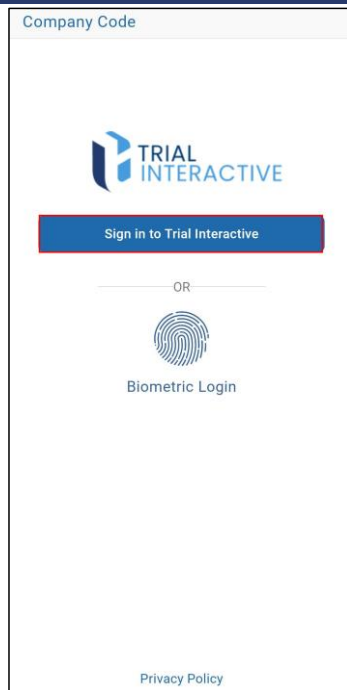 Company Code
TRIAL
INTERACTIVE
Sign in to Trial Interactive
OR
Biometric Login
Privacy Policy